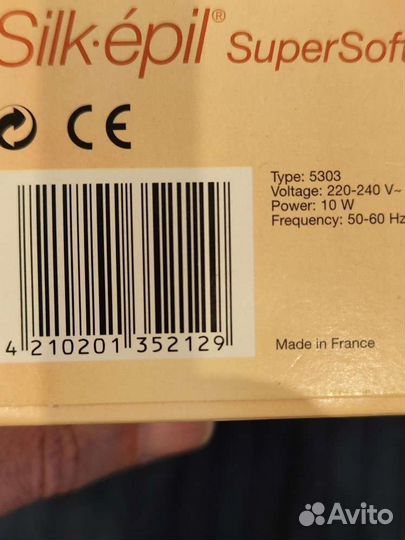 Silk·épil® SuperSoft
CE
Type: 5303
Voltage: 220-240 V~
Power: 10 W
Frequency: 50-60 Hz
4 210201 352129
Made in France
Avito